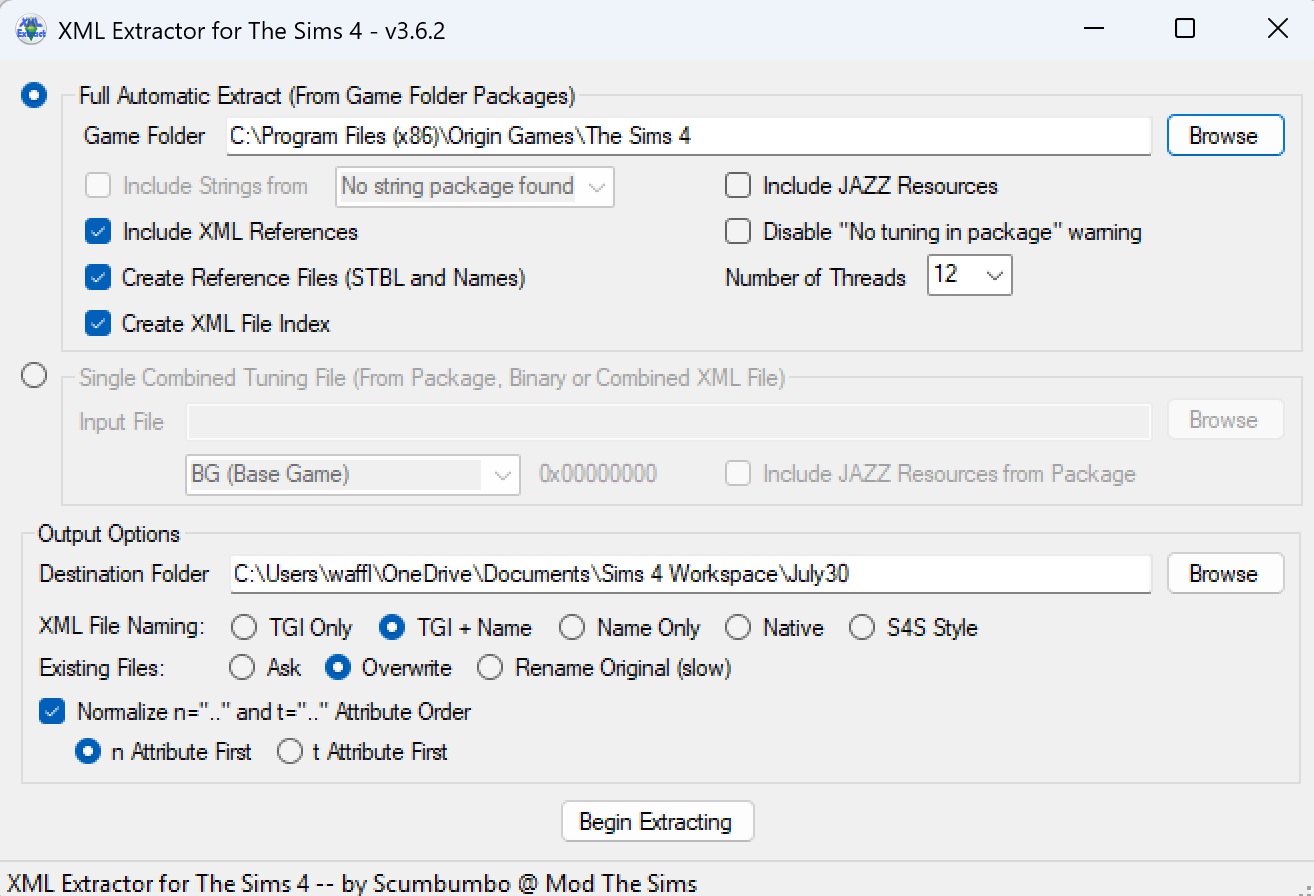 XML Extractor for The Sims 4 - v3.6.2
Full Automatic Extract (From Game Folder Packages)
Game Folder C:\Program Files (x86)\Origin Games\The Sims 4 Browse
Include Strings from No string package found Include JAZZ Resources
Include XML References Disable "No tuning in package" warning
Create Reference Files (STBL and Names) Number of Threads 12
Create XML File Index
Single Combined Tuning File (From Package, Binary or Combined XML File)
Input File Browse
BG (Base Game) 0x00000000 Include JAZZ Resources from Package
Output Options
Destination Folder C:\Users\waffl\OneDrive\Documents\Sims 4 Workspace\July30 Browse
XML File Naming: TGI Only TGI + Name Name Only Native S4S Style
Existing Files: Ask Overwrite Rename Original (slow)
Normalize n=".." and t=".." Attribute Order
n Attribute First t Attribute First
Begin Extracting
XML Extractor for The Sims 4 -- by Scumbumbo @ Mod The Sims